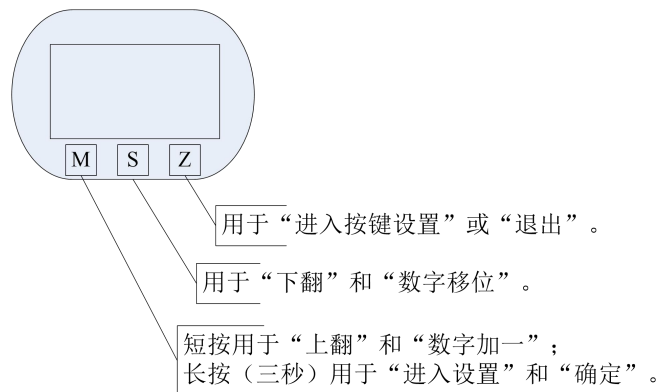 M S Z
用于“进入按键设置”或“退出”。
用于“下翻”和“数字移位”。
短按用于“上翻”和“数字加一”；
长按（三秒）用于“进入设置”和“确定”。